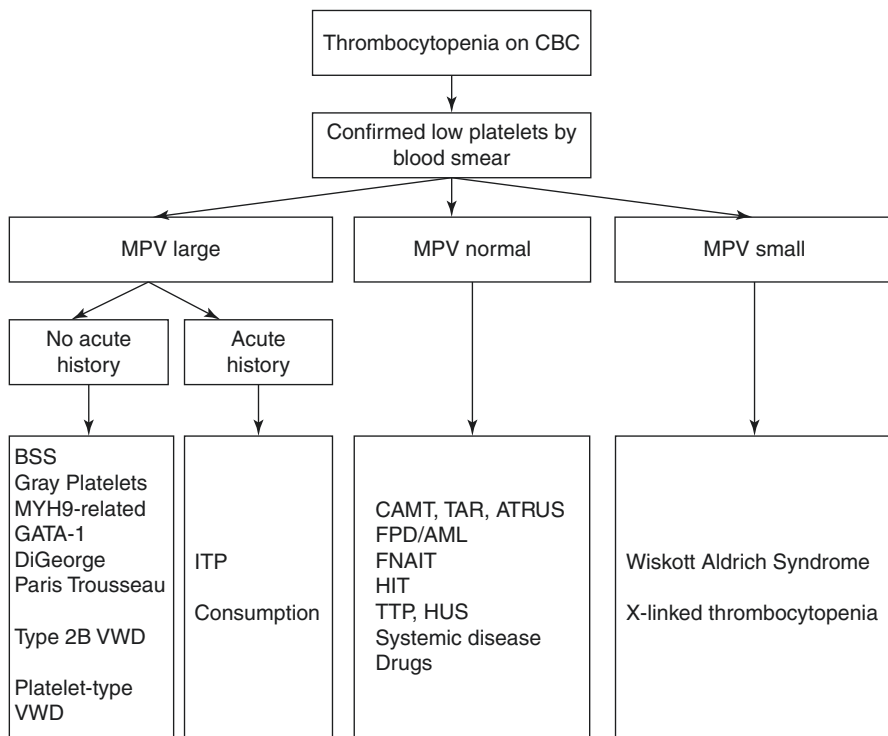 Thrombocytopenia on CBC
Confirmed low platelets by
blood smear
MPV large
MPV normal
MPV small
No acute
history
Acute
history
BSS
Gray Platelets
MYH9-related
GATA-1
DiGeorge
Paris Trousseau
Type 2B VWD
Platelet-type
VWD
ITP
Consumption
CAMT, TAR, ATRUS
FPD/AML
FNAIT
HIT
TTP, HUS
Systemic disease
Drugs
Wiskott Aldrich Syndrome
X-linked thrombocytopenia